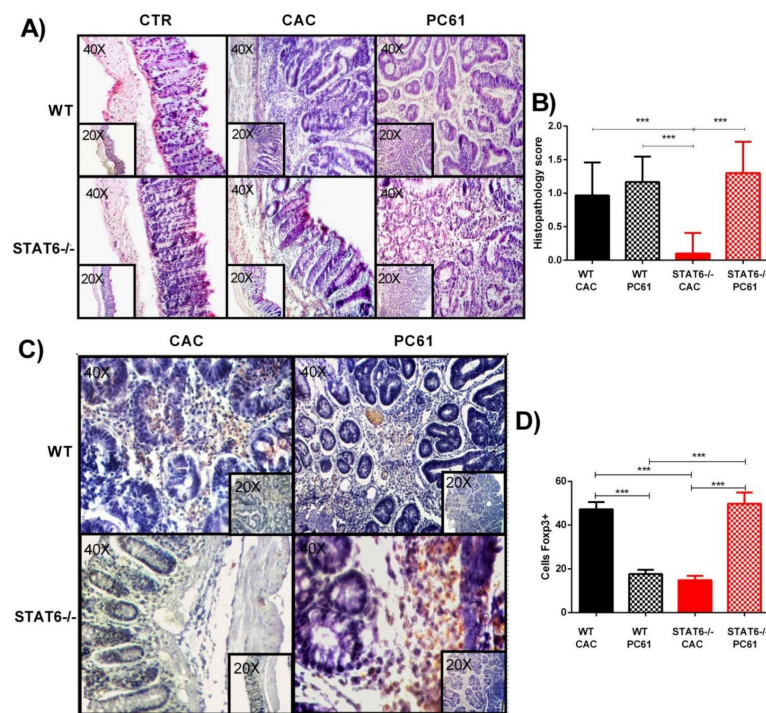 A)
CTR CAC PC61
WT
40X 40X 40X
20X 20X 20X
STAT6-/-
40X 40X 40X
20X 20X 20X
B)
*** ***
***
Histopathology score
2.0
1.5
1.0
0.5
0.0
WT CAC
WT PC61
STAT6-/- CAC
STAT6-/- PC61
C)
CAC PC61
WT
40X 40X
20X 20X
STAT6-/-
40X 40X
20X 20X
D)
***
***
*** ***
Cells Foxp3+
60
40
20
0
WT CAC
WT PC61
STAT6-/- CAC
STAT6-/- PC61